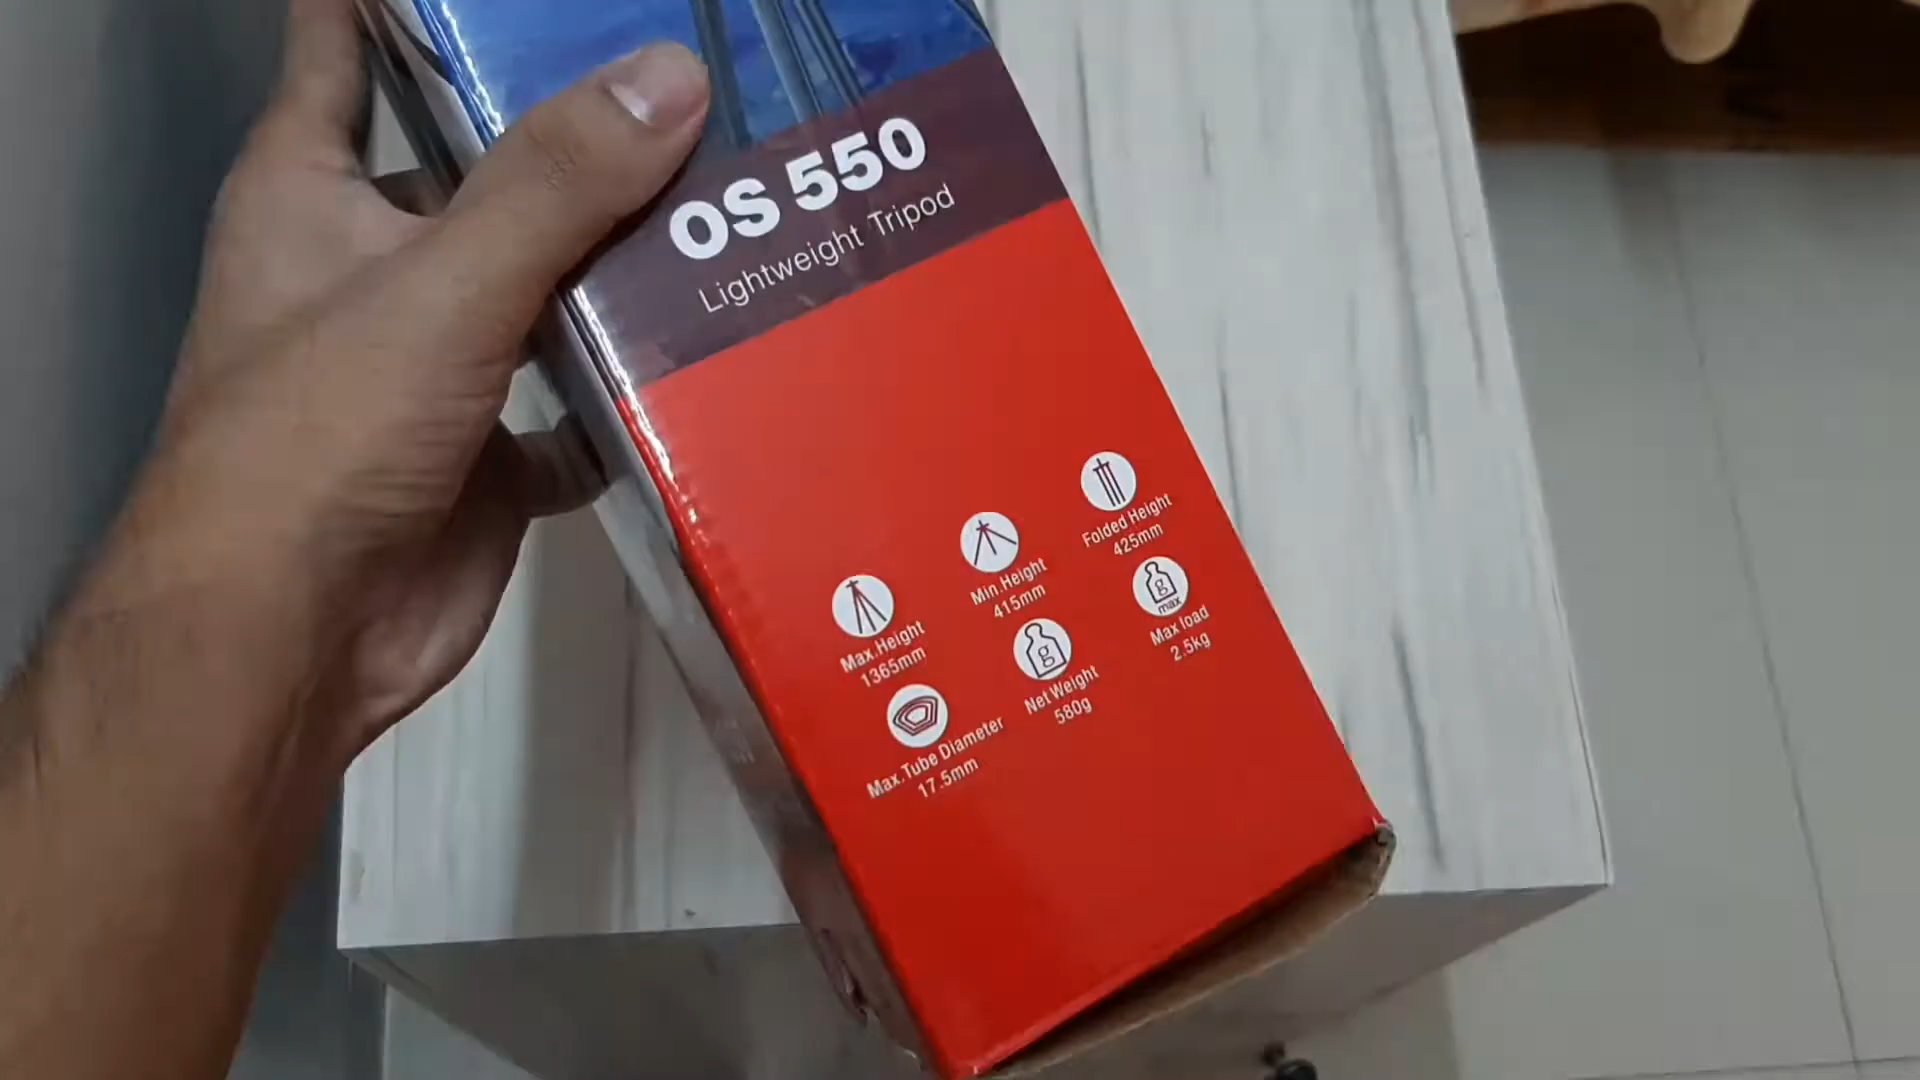 OS 550
Lightweight Tripod
Max.Height
1365mm
Min.Height
415mm
Folded Height
425mm
Max.Tube Diameter
17.5mm
g
Net Weight
580g
g
max
Max load
2.5kg